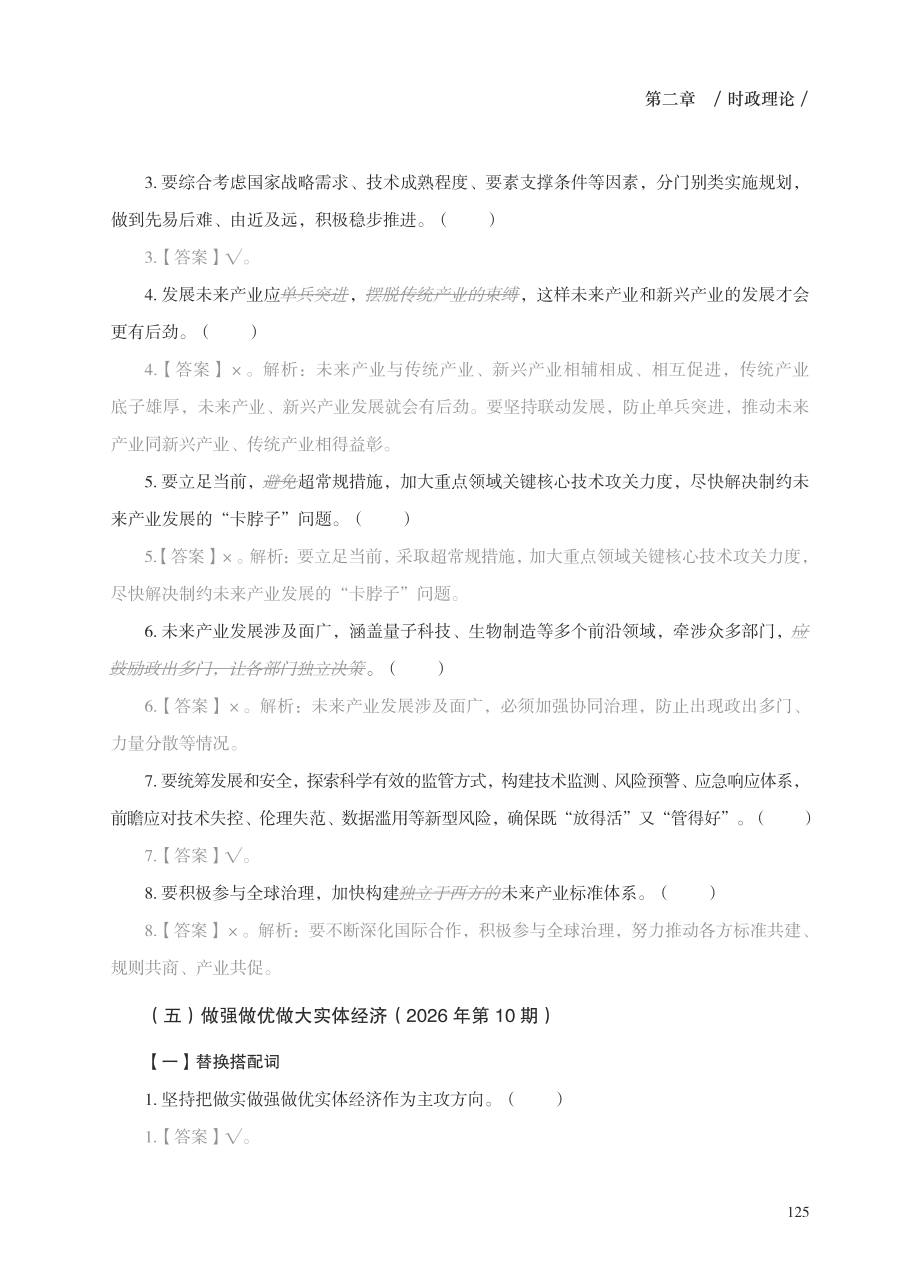 第二章 / 时政理论 /
3. 要综合考虑国家战略需求、技术成熟程度、要素支撑条件等因素，分门别类实施规划，
做到先易后难、由近及远，积极稳步推进。（　　）
3.【答案】√。
4. 发展未来产业应单兵突进，摆脱传统产业的束缚，这样未来产业和新兴产业的发展才会
更有后劲。（　　）
4.【答案】×。解析：未来产业与传统产业、新兴产业相辅相成、相互促进，传统产业
底子雄厚，未来产业、新兴产业发展就会有后劲。要坚持联动发展，防止单兵突进，推动未来
产业同新兴产业、传统产业相得益彰。
5. 要立足当前，避免超常规措施，加大重点领域关键核心技术攻关力度，尽快解决制约未
来产业发展的“卡脖子”问题。（　　）
5.【答案】×。解析：要立足当前，采取超常规措施，加大重点领域关键核心技术攻关力度，
尽快解决制约未来产业发展的“卡脖子”问题。
6. 未来产业发展涉及面广，涵盖量子科技、生物制造等多个前沿领域，牵涉众多部门，应
鼓励政出多门，让各部门独立决策。（　　）
6.【答案】×。解析：未来产业发展涉及面广，必须加强协同治理，防止出现政出多门、
力量分散等情况。
7. 要统筹发展和安全，探索科学有效的监管方式，构建技术监测、风险预警、应急响应体系，
前瞻应对技术失控、伦理失范、数据滥用等新型风险，确保既“放得活”又“管得好”。（　　）
7.【答案】√。
8. 要积极参与全球治理，加快构建独立于西方的未来产业标准体系。（　　）
8.【答案】×。解析：要不断深化国际合作，积极参与全球治理，努力推动各方标准共建、
规则共商、产业共促。
（五）做强做优做大实体经济（2026 年第 10 期）
【一】替换搭配词
1. 坚持把做实做强做优实体经济作为主攻方向。（　　）
1.【答案】√。
125